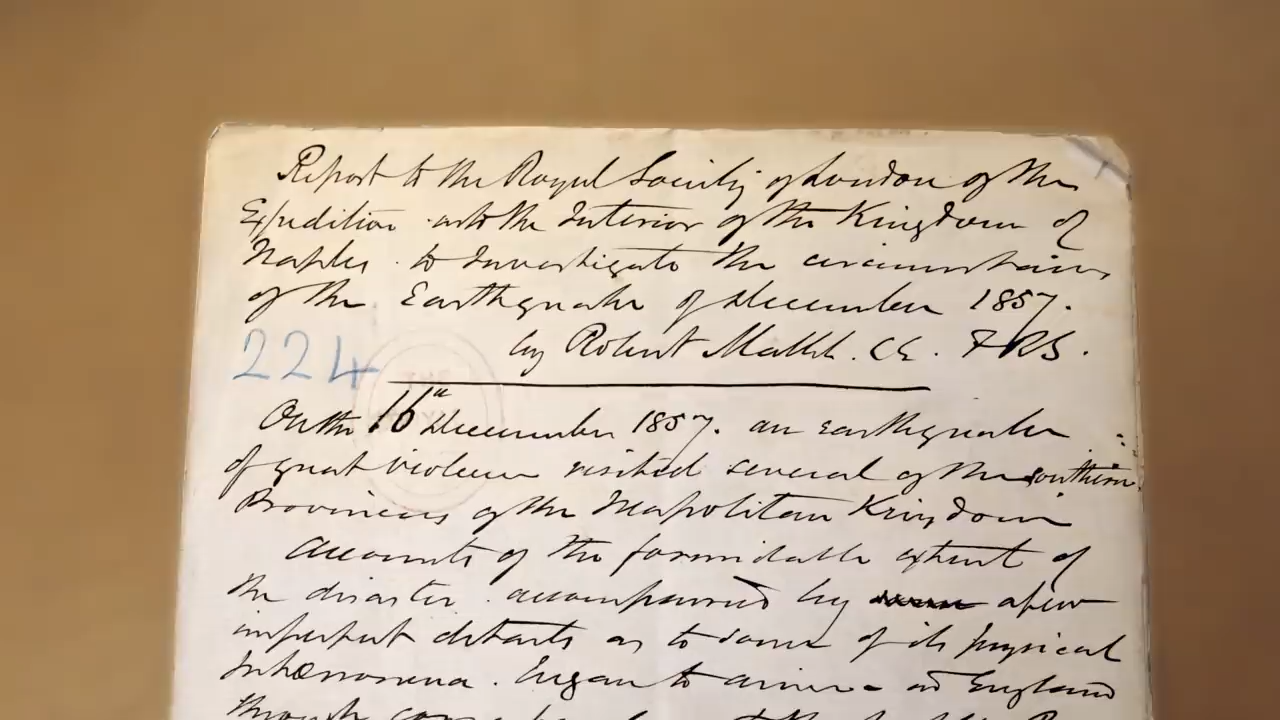 Report to the Royal Society of London of the
Expedition into the Interior of the Kingdom of
Naples to Investigate the circumstances
of the Earthquake of December 1857.
by Robert Mallet. CE. FRS.
224
On the 16th December 1857. an earthquake
of great violence visited several of the southern
Provinces of the Neapolitan Kingdom
Accounts of the formidable extent of
the disaster. accompanied by a few
imperfect details as to some of its physical
phænomena. began to arrive in England
through